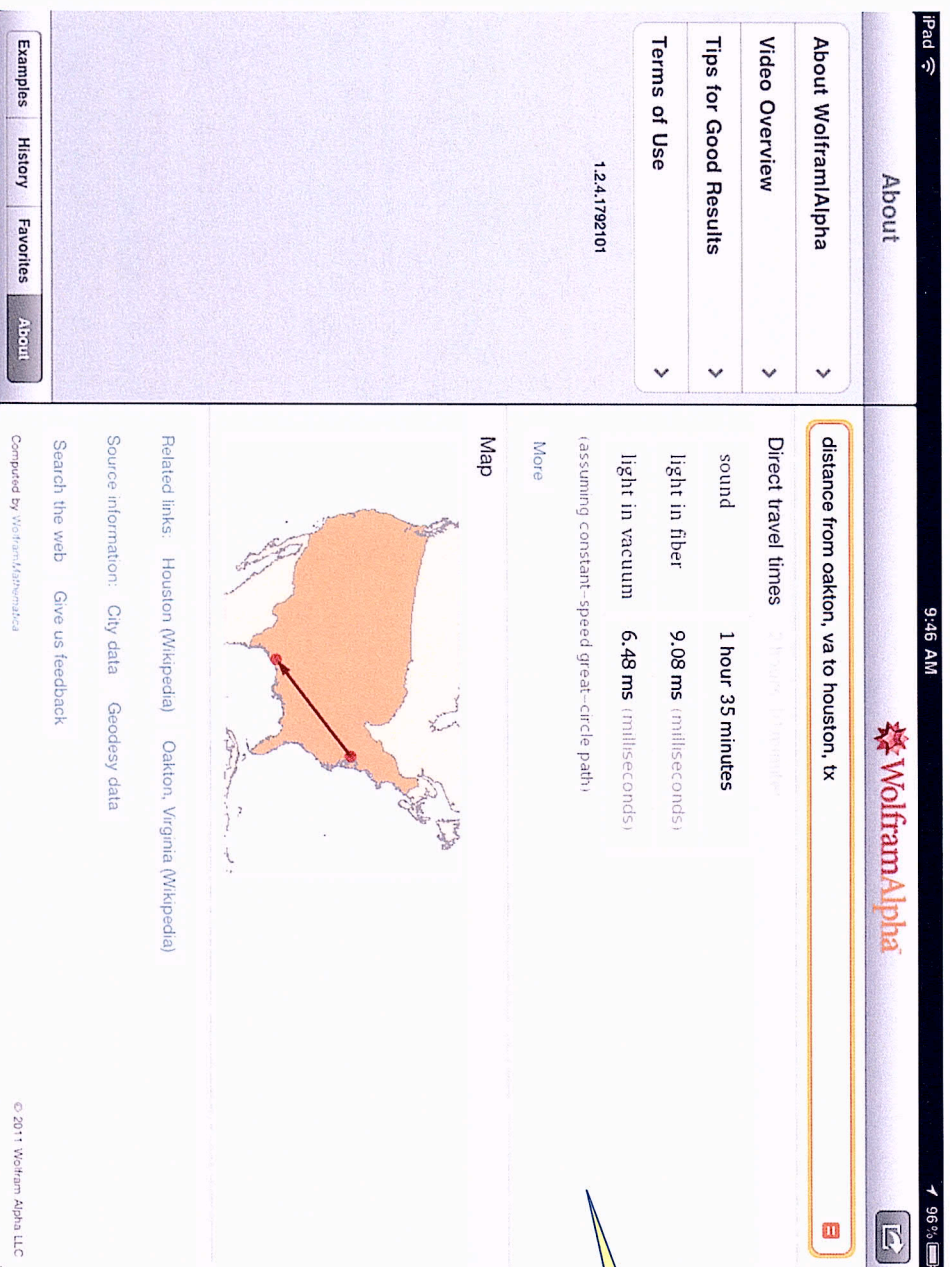 iPad 9:46 AM 96%
About
WolframAlpha
About Wolfram|Alpha
Video Overview
Tips for Good Results
Terms of Use
1.2.4.1792101
Examples History Favorites About
distance from oakton, va to houston, tx
Direct travel times
sound 1 hour 35 minutes
light in fiber 9.08 ms (milliseconds)
light in vacuum 6.48 ms (milliseconds)
(assuming constant-speed great-circle path)
More
Map
Related links: Houston (Wikipedia) Oakton, Virginia (Wikipedia)
Source information: City data Geodesy data
Search the web Give us feedback
Computed by WolframMathematica
© 2011 Wolfram Alpha LLC